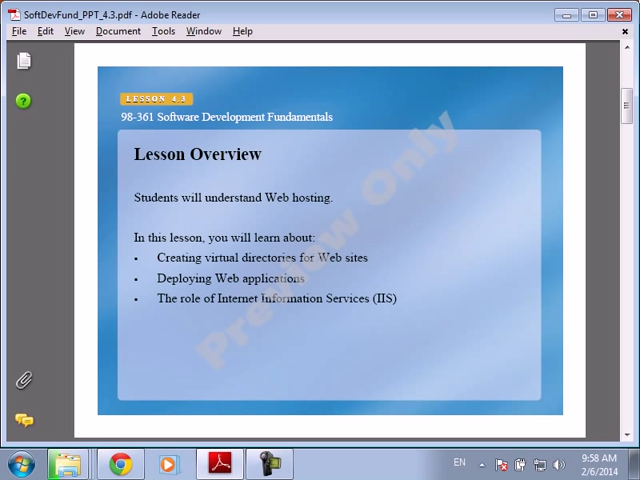 SoftDevFund_PPT_4.3.pdf - Adobe Reader
File Edit View Document Tools Window Help
LESSON 4.3
98-361 Software Development Fundamentals
Lesson Overview
Students will understand Web hosting.
In this lesson, you will learn about:
• Creating virtual directories for Web sites
• Deploying Web applications
• The role of Internet Information Services (IIS)
Preview Only
EN
9:58 AM
2/6/2014